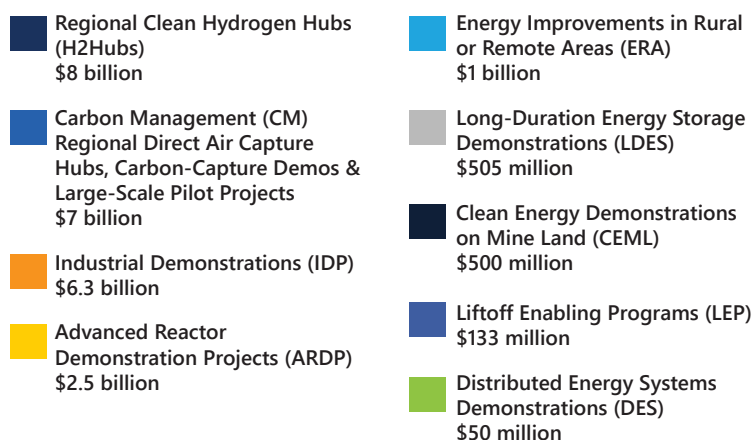 Regional Clean Hydrogen Hubs
(H2Hubs)
$8 billion
Carbon Management (CM)
Regional Direct Air Capture
Hubs, Carbon-Capture Demos &
Large-Scale Pilot Projects
$7 billion
Industrial Demonstrations (IDP)
$6.3 billion
Advanced Reactor
Demonstration Projects (ARDP)
$2.5 billion
Energy Improvements in Rural
or Remote Areas (ERA)
$1 billion
Long-Duration Energy Storage
Demonstrations (LDES)
$505 million
Clean Energy Demonstrations
on Mine Land (CEML)
$500 million
Liftoff Enabling Programs (LEP)
$133 million
Distributed Energy Systems
Demonstrations (DES)
$50 million